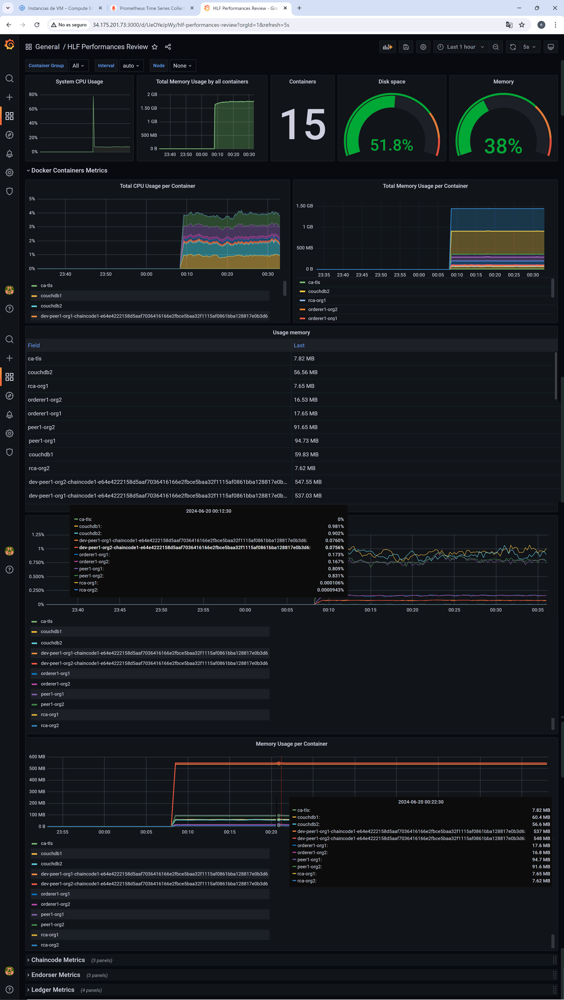 Instancias de VM – Compute En
Prometheus Time Series Collect
HLF Performances Review - Gra
No es seguro
34.175.201.73:3000/d/UeOYeJpWy/hlf-performances-review?orgId=1&refresh=5s
e
General / HLF Performances Review
Last 1 hour
5s
Container Group All
Interval auto
Node None
System CPU Usage
80%
60%
40%
20%
0%
Total Memory Usage by all containers
2 GB
1.50 GB
1 GB
500 MB
0 B
23:40 23:50 00:00 00:10 00:20 00:30
Containers
15
Disk space
51.8%
Memory
38%
Docker Containers Metrics
Total CPU Usage per Container
5%
4%
3%
2%
1%
0%
23:40 23:50 00:00 00:10 00:20 00:30
ca-tls
couchdb1
couchdb2
dev-peer1-org1-chaincode1-e64e4222158d5aaf7036416166e2fbce5baa32f1115af0861bba128817e0b3d6
Total Memory Usage per Container
1.50 GB
1 GB
500 MB
0 B
23:35 23:40 23:45 23:50 23:55 00:00 00:05 00:10 00:15 00:20 00:25 00:30
ca-tls
couchdb2
rca-org1
orderer1-org2
orderer1-org1
Usage memory
Field Last
ca-tls 7.82 MB
couchdb2 56.56 MB
rca-org1 7.65 MB
orderer1-org2 16.53 MB
orderer1-org1 17.65 MB
peer1-org2 91.65 MB
peer1-org1 94.73 MB
couchdb1 59.83 MB
rca-org2 7.62 MB
dev-peer1-org2-chaincode1-e64e4222158d5aaf7036416166e2fbce5baa32f1115af0861bba128817e0b... 547.55 MB
dev-peer1-org1-chaincode1-e64e4222158d5aaf7036416166e2fbce5baa32f1115af0861bba128817e0b... 537.03 MB
2024-06-20 00:12:30
ca-tls: 0%
couchdb1: 0.981%
couchdb2: 0.902%
dev-peer1-org1-chaincode1-e64e4222158d5aaf7036416166e2fbce5baa32f1115af0861bba128817e0b3d6: 0.0760%
dev-peer1-org2-chaincode1-e64e4222158d5aaf7036416166e2fbce5baa32f1115af0861bba128817e0b3d6: 0.0756%
orderer1-org1: 0.173%
orderer1-org2: 0.167%
peer1-org1: 0.809%
peer1-org2: 0.831%
rca-org1: 0.000106%
rca-org2: 0.0000943%
1.25%
1%
0.750%
0.500%
0.250%
0%
23:40 23:45 23:50 23:55 00:00 00:05 00:10 00:15 00:20 00:25 00:30 00:35
ca-tls
couchdb1
couchdb2
dev-peer1-org1-chaincode1-e64e4222158d5aaf7036416166e2fbce5baa32f1115af0861bba128817e0b3d6
dev-peer1-org2-chaincode1-e64e4222158d5aaf7036416166e2fbce5baa32f1115af0861bba128817e0b3d6
orderer1-org1
orderer1-org2
peer1-org1
peer1-org2
rca-org1
rca-org2
Memory Usage per Container
600 MB
500 MB
400 MB
300 MB
200 MB
100 MB
0 B
23:55 00:00 00:05 00:10 00:15 00:20
2024-06-20 00:22:30
ca-tls: 7.82 MB
couchdb1: 60.4 MB
couchdb2: 56.6 MB
dev-peer1-org1-chaincode1-e64e4222158d5aaf7036416166e2fbce5baa32f1115af0861bba128817e0b3d6: 537 MB
dev-peer1-org2-chaincode1-e64e4222158d5aaf7036416166e2fbce5baa32f1115af0861bba128817e0b3d6: 548 MB
orderer1-org1: 17.6 MB
orderer1-org2: 16.8 MB
peer1-org1: 94.7 MB
peer1-org2: 91.6 MB
rca-org1: 7.65 MB
rca-org2: 7.62 MB
ca-tls
couchdb1
couchdb2
dev-peer1-org1-chaincode1-e64e4222158d5aaf7036416166e2fbce5baa32f1115af0861bba128817e0b3d6
dev-peer1-org2-chaincode1-e64e4222158d5aaf7036416166e2fbce5baa32f1115af0861bba128817e0b3d6
orderer1-org1
orderer1-org2
peer1-org1
peer1-org2
rca-org1
rca-org2
Chaincode Metrics (3 panels)
Endorser Metrics (3 panels)
Ledger Metrics (4 panels)